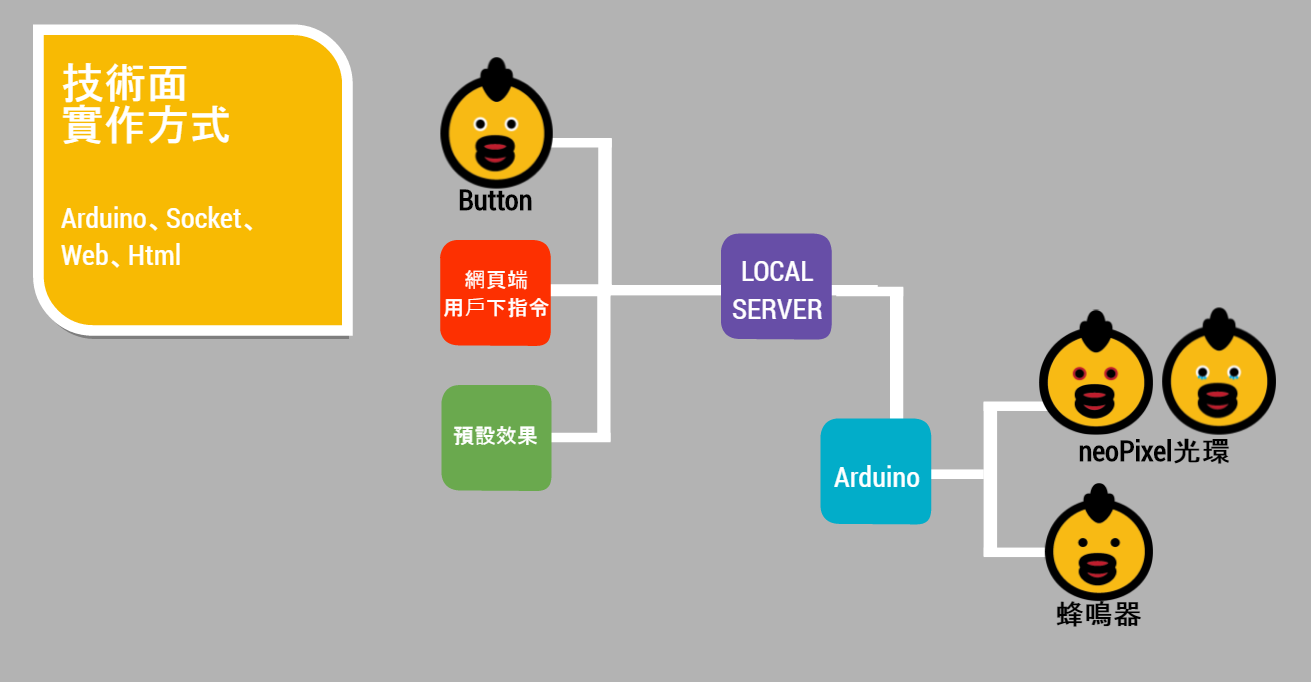 技術面
實作方式
Arduino、Socket、
Web、Html
Button
網頁端
用戶下指令
預設效果
LOCAL
SERVER
Arduino
neoPixel光環
蜂鳴器